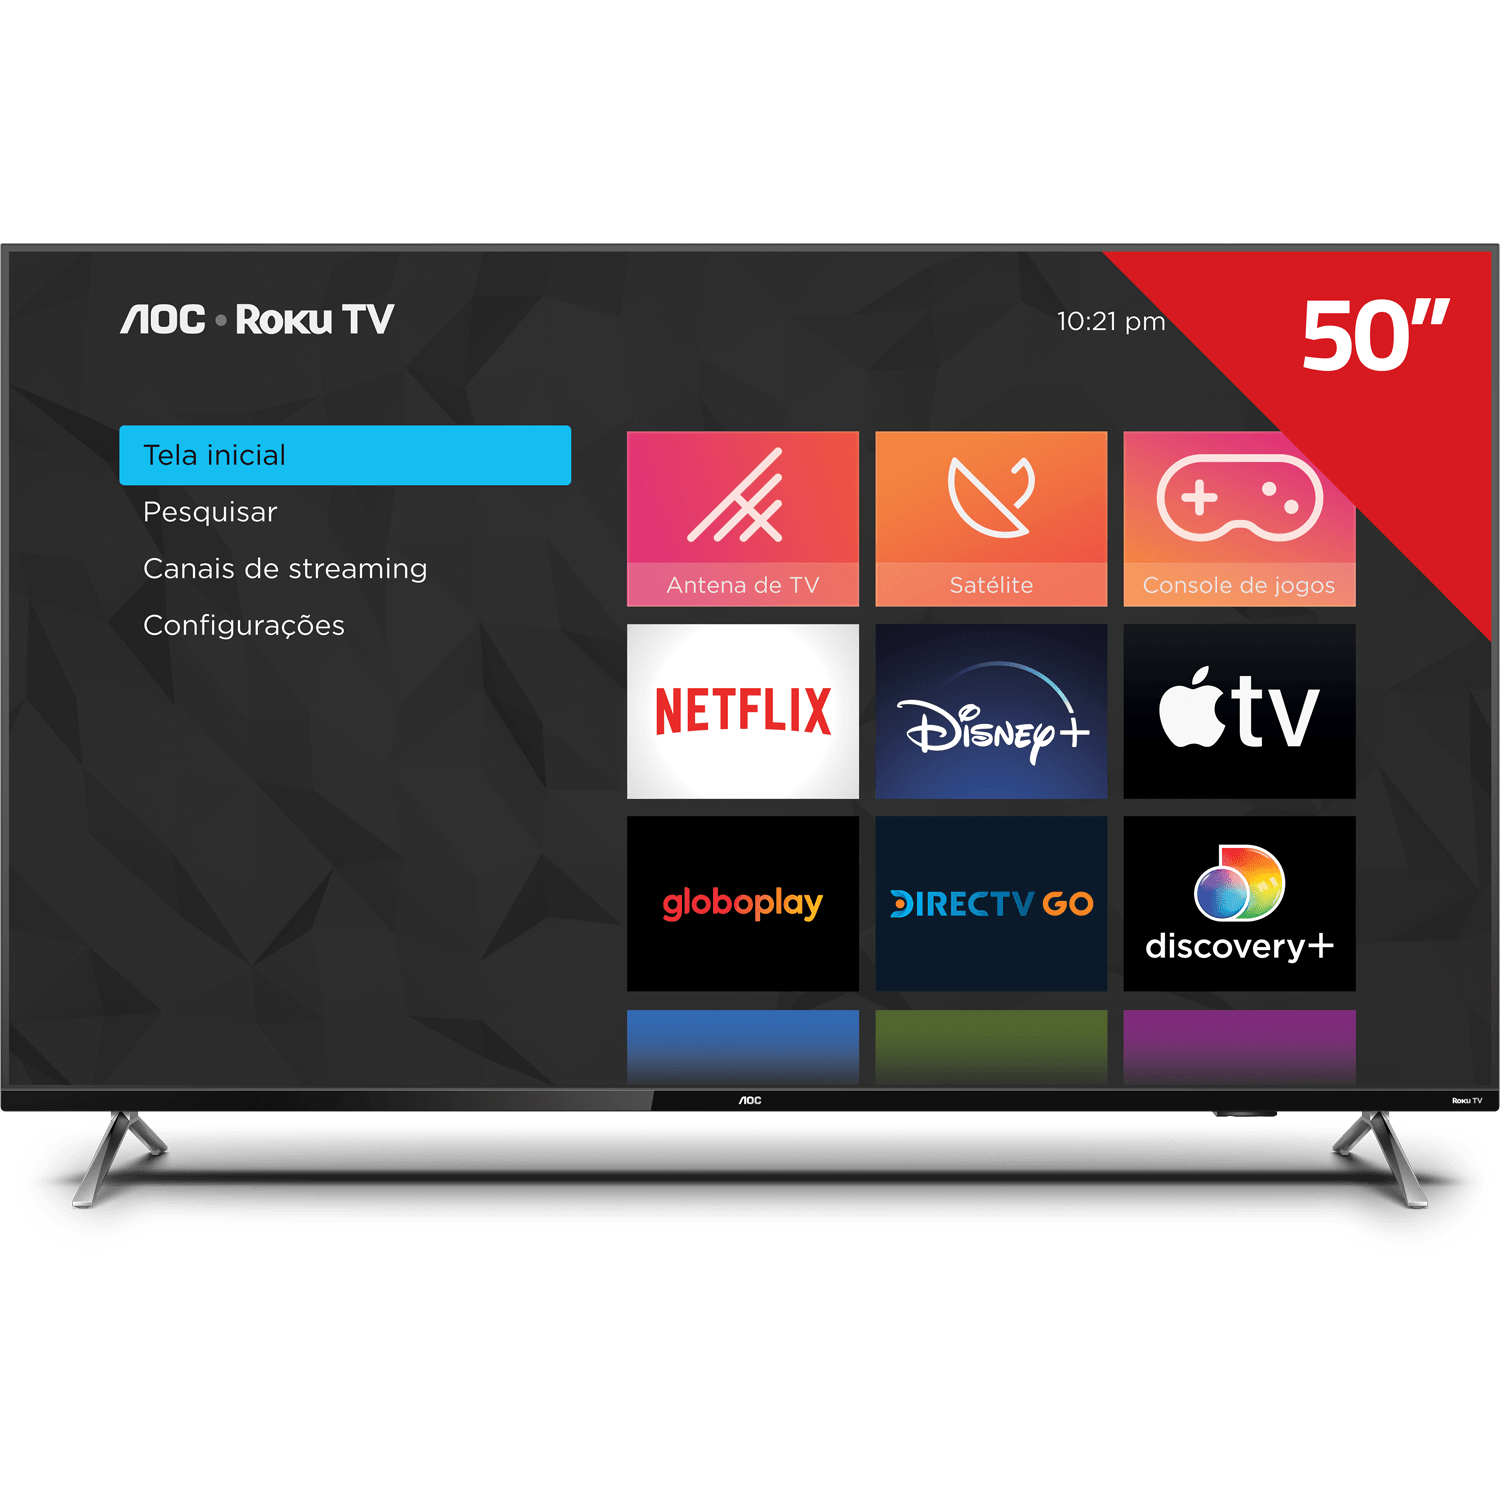 AOC • Roku TV
10:21 pm
50"
Tela inicial
Pesquisar
Canais de streaming
Configurações
Antena de TV
Satélite
Console de jogos
NETFLIX
Disney+
tv
globoplay
DIRECTV GO
discovery+
AOC
Roku TV